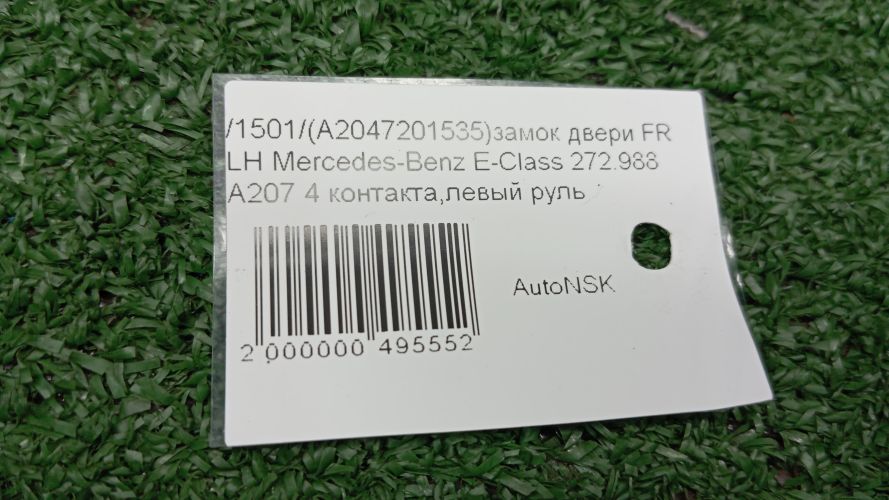 /1501/(A2047201535)замок двери FR
LH Mercedes-Benz E-Class 272.988
A207 4 контакта,левый руль
AutoNSK
2 000000 495552